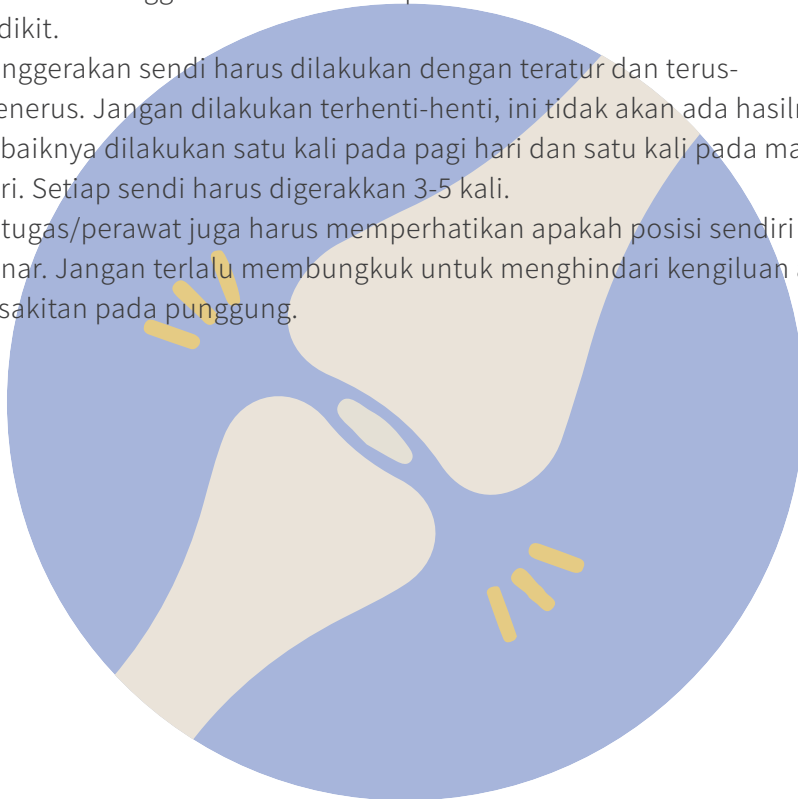 dikit.
nggerakan sendi harus dilakukan dengan teratur dan terus-
enerus. Jangan dilakukan terhenti-henti, ini tidak akan ada hasiln
baiknya dilakukan satu kali pada pagi hari dan satu kali pada ma
ri. Setiap sendi harus digerakkan 3-5 kali.
tugas/perawat juga harus memperhatikan apakah posisi sendiri
nar. Jangan terlalu membungkuk untuk menghindari kengiluan
sakitan pada punggung.